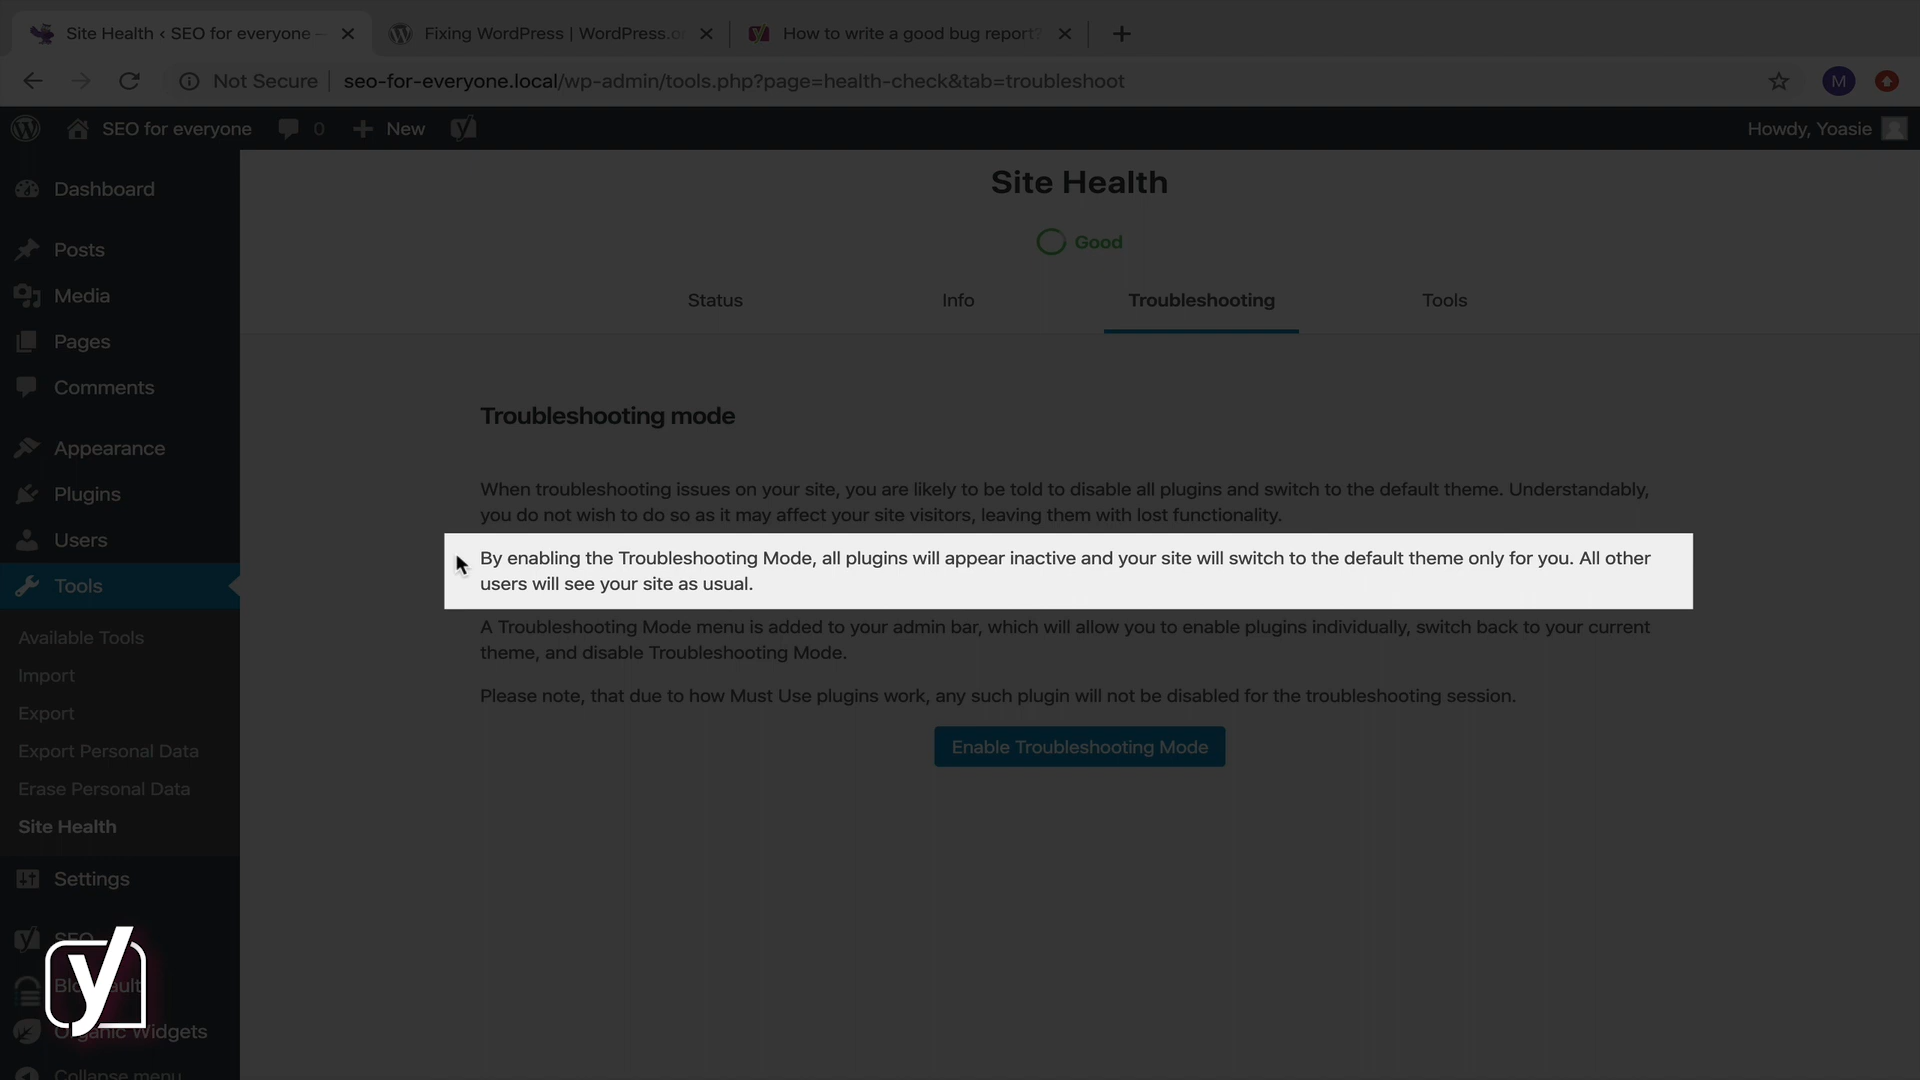 Site Health ‹ SEO for everyone –
Fixing WordPress | WordPress.or
How to write a good bug report?
Not Secure
seo-for-everyone.local/wp-admin/tools.php?page=health-check&tab=troubleshoot
M
SEO for everyone
0
New
Howdy, Yoasie
Dashboard
Posts
Media
Pages
Comments
Appearance
Plugins
Users
Tools
Available Tools
Import
Export
Export Personal Data
Erase Personal Data
Site Health
Settings
SEO
Organic Widgets
Collapse menu
Site Health
Good
Status
Info
Troubleshooting
Tools
Troubleshooting mode
When troubleshooting issues on your site, you are likely to be told to disable all plugins and switch to the default theme. Understandably,
you do not wish to do so as it may affect your site visitors, leaving them with lost functionality.
By enabling the Troubleshooting Mode, all plugins will appear inactive and your site will switch to the default theme only for you. All other
users will see your site as usual.
A Troubleshooting Mode menu is added to your admin bar, which will allow you to enable plugins individually, switch back to your current
theme, and disable Troubleshooting Mode.
Please note, that due to how Must Use plugins work, any such plugin will not be disabled for the troubleshooting session.
Enable Troubleshooting Mode
y